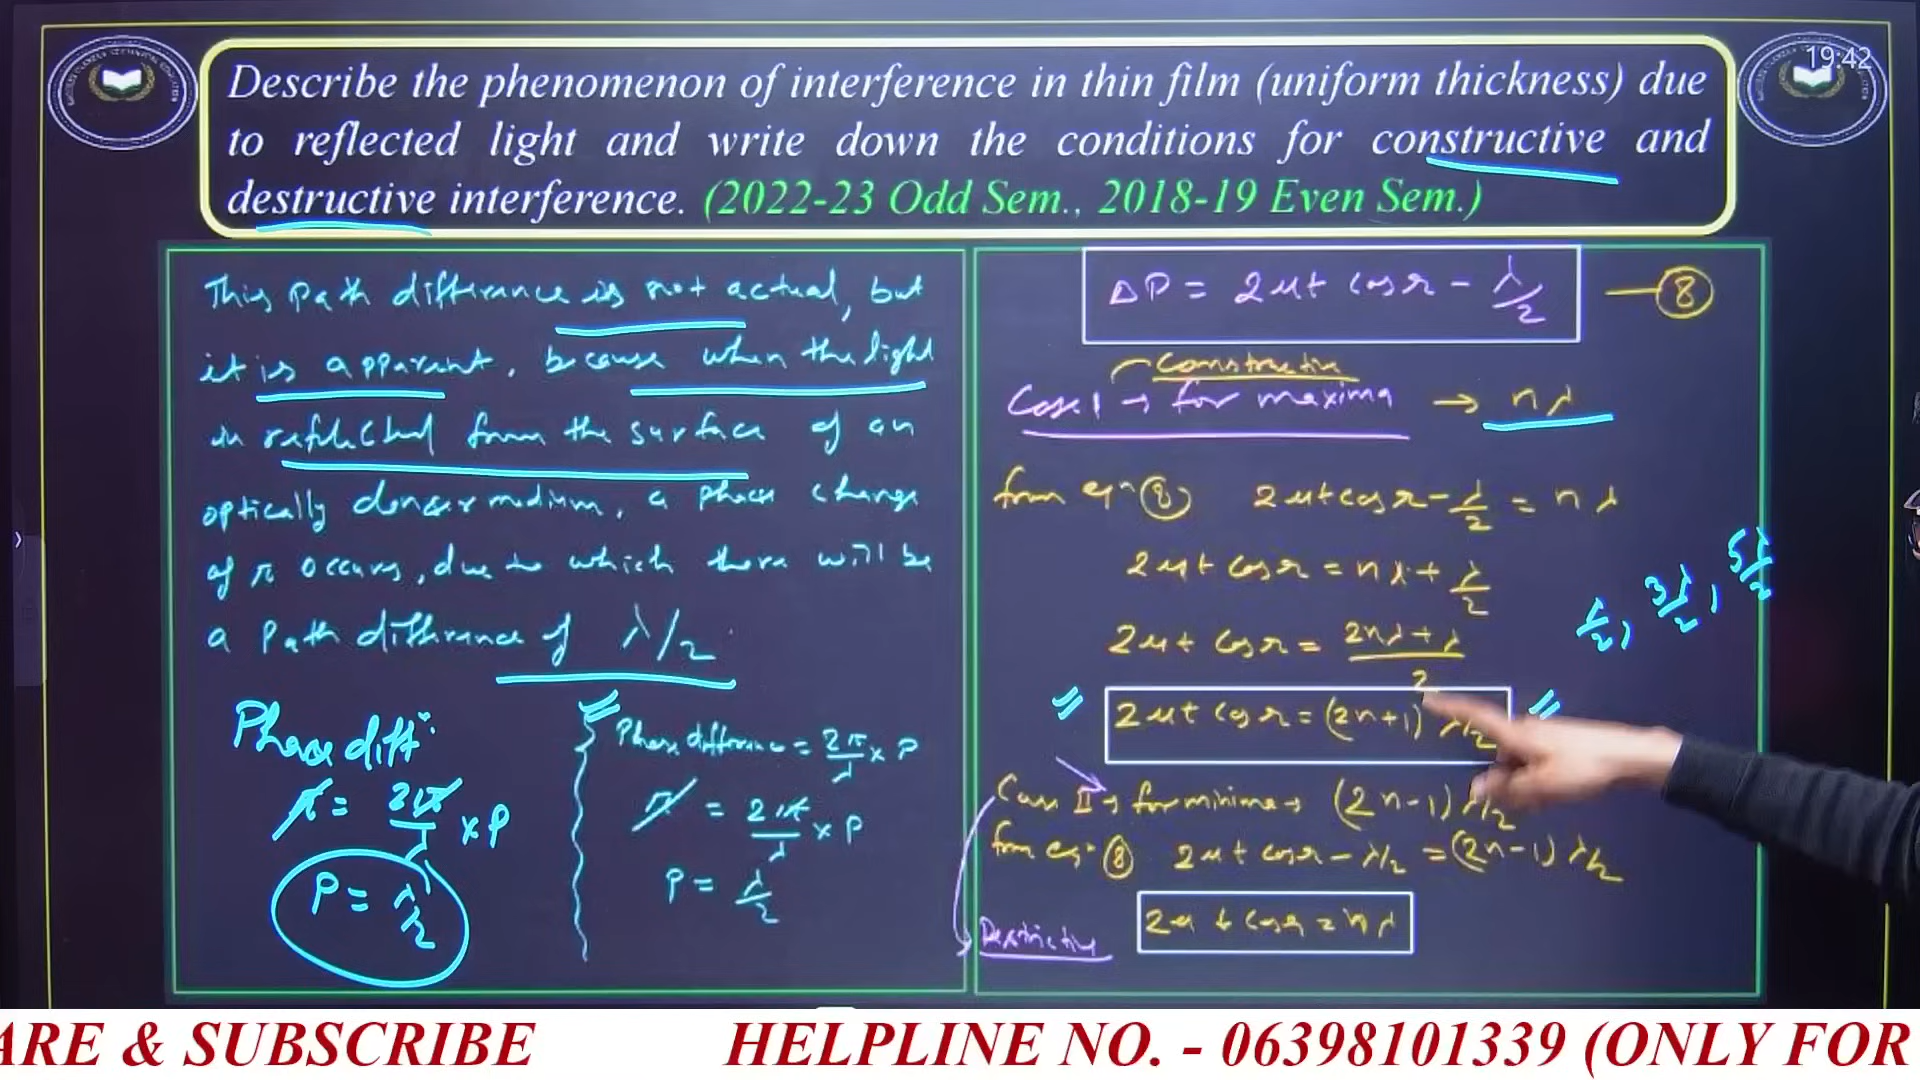 19:42
Describe the phenomenon of interference in thin film (uniform thickness) due
to reflected light and write down the conditions for constructive and
destructive interference. (2022-23 Odd Sem., 2018-19 Even Sem.)
This path difference is not actual, but
it is apparent, because when the light
is reflected from the surface of an
optically denser medium, a phase change
of π occurs, due to which there will be
a path difference of λ/2.
Phase diff:
π = 2π/λ × P
P = λ/2
Phase difference = 2π/λ × P
π = 2π/λ × P
P = λ/2
ΔP = 2μt cos r - λ/2 — 8
Constructive
Case I → for maxima → nλ
from eqn 8 2μt cos r - λ/2 = nλ
2μt cos r = nλ + λ/2
2μt cos r = 2nλ + λ / 2
λ/2, 3λ/2, 5λ/2
2μt cos r = (2n+1) λ/2
Case II → for minima → (2n-1) λ/2
from eqn 8 2μt cos r - λ/2 = (2n-1) λ/2
Destructive
2μt cos r = nλ
ARE & SUBSCRIBE HELPLINE NO. - 06398101339 (ONLY FOR